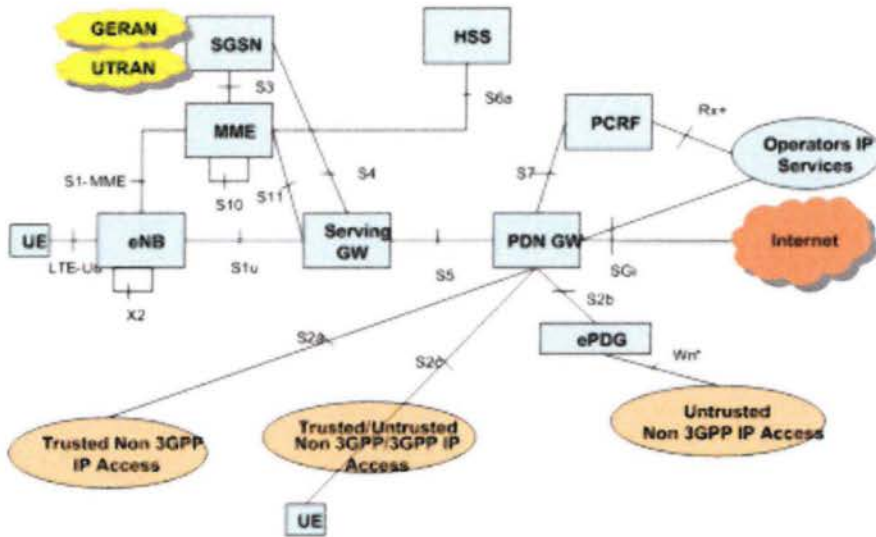 GERAN
UTRAN
SGSN
HSS
S3
S6a
MME
PCRF
Rx+
Operators IP
Services
S1-MME
S10
S11
S4
S7
UE
eNB
Serving
GW
PDN GW
Internet
LTE-Uu
S1u
S5
SGi
X2
S2b
S2a
S2c
ePDG
Wn*
Trusted Non 3GPP
IP Access
Trusted/Untrusted
Non 3GPP/3GPP IP
Access
Untrusted
Non 3GPP IP Access
UE